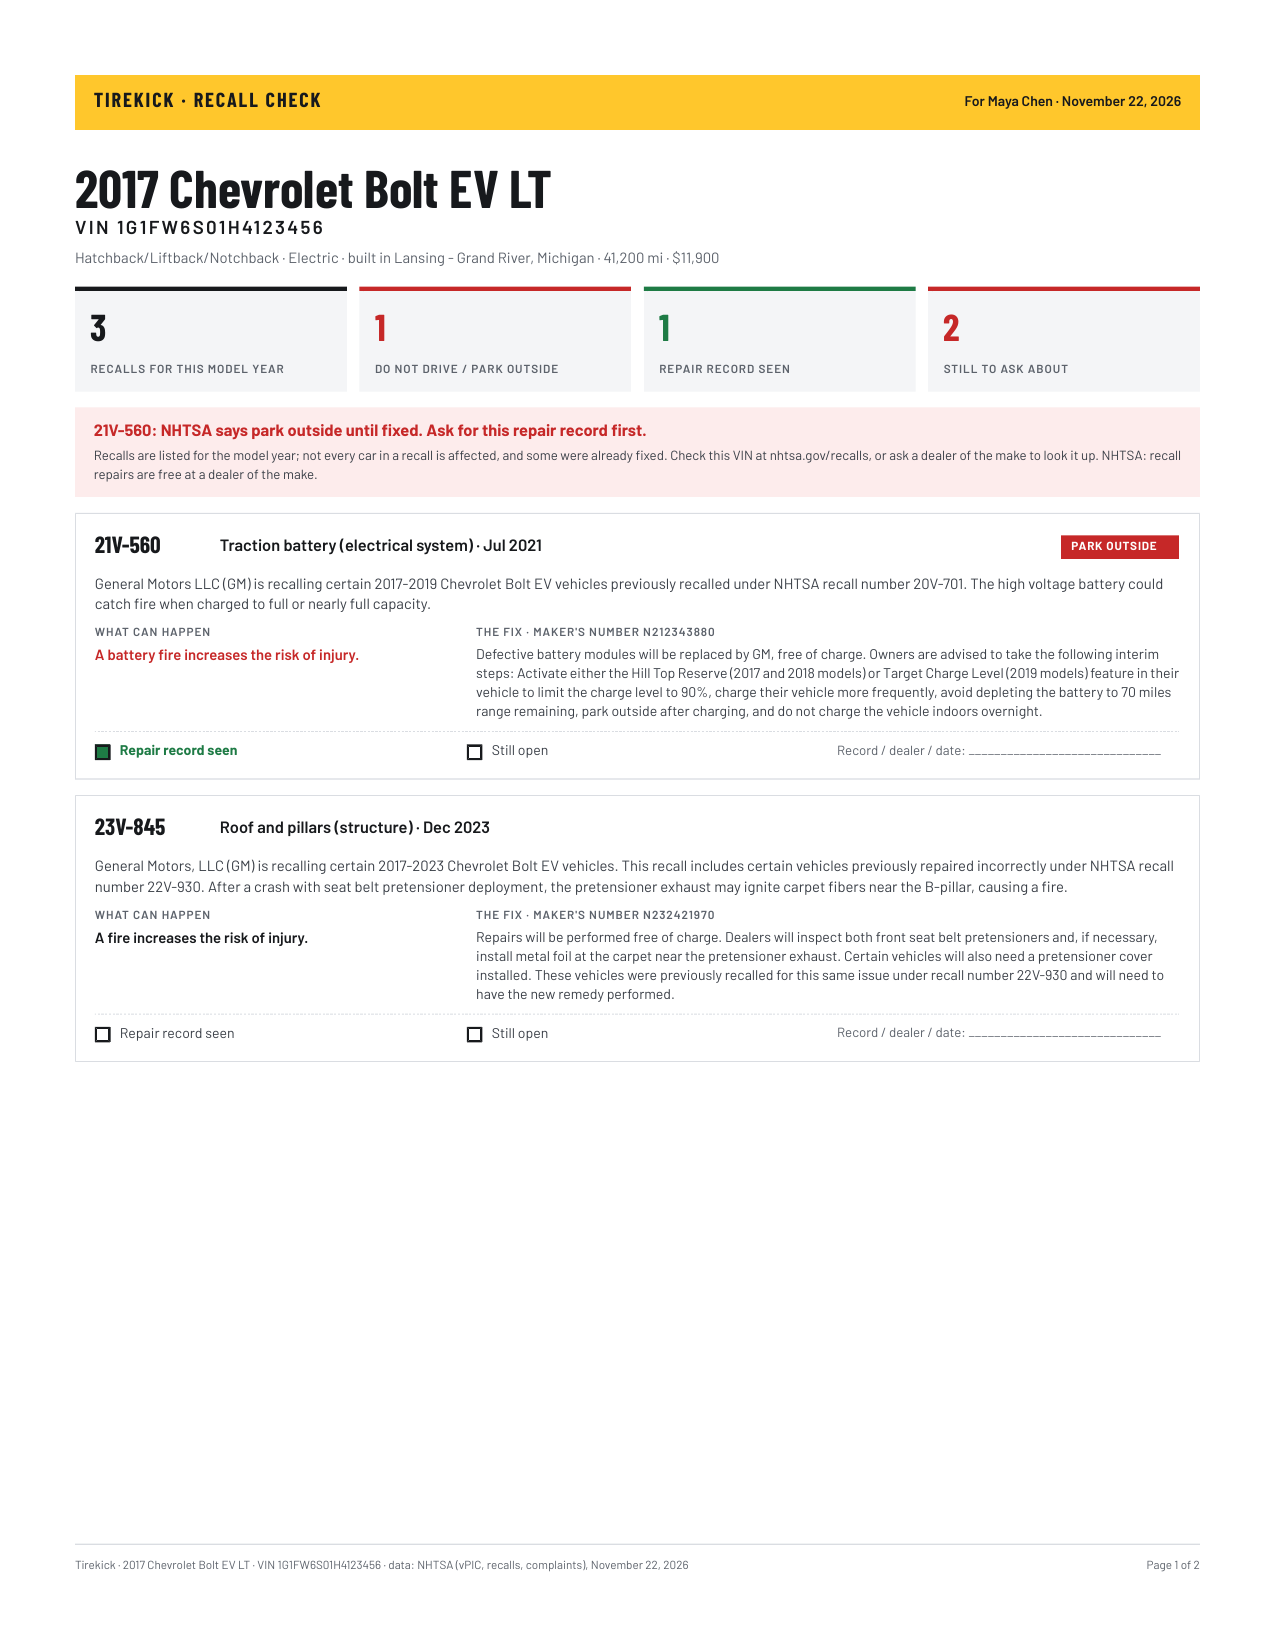 TIREKICK · RECALL CHECK
For Maya Chen · November 22, 2026
2017 Chevrolet Bolt EV LT
VIN 1G1FW6S01H4123456
Hatchback/Liftback/Notchback · Electric · built in Lansing - Grand River, Michigan · 41,200 mi · $11,900
3
RECALLS FOR THIS MODEL YEAR
1
DO NOT DRIVE / PARK OUTSIDE
1
REPAIR RECORD SEEN
2
STILL TO ASK ABOUT
21V-560: NHTSA says park outside until fixed. Ask for this repair record first.
Recalls are listed for the model year; not every car in a recall is affected, and some were already fixed. Check this VIN at nhtsa.gov/recalls, or ask a dealer of the make to look it up. NHTSA: recall
repairs are free at a dealer of the make.
21V-560
Traction battery (electrical system) · Jul 2021
PARK OUTSIDE
General Motors LLC (GM) is recalling certain 2017-2019 Chevrolet Bolt EV vehicles previously recalled under NHTSA recall number 20V-701. The high voltage battery could
catch fire when charged to full or nearly full capacity.
WHAT CAN HAPPEN
A battery fire increases the risk of injury.
THE FIX · MAKER'S NUMBER N212343880
Defective battery modules will be replaced by GM, free of charge. Owners are advised to take the following interim
steps: Activate either the Hill Top Reserve (2017 and 2018 models) or Target Charge Level (2019 models) feature in their
vehicle to limit the charge level to 90%, charge their vehicle more frequently, avoid depleting the battery to 70 miles
range remaining, park outside after charging, and do not charge the vehicle indoors overnight.
Repair record seen
Still open
Record / dealer / date: ______________________________
23V-845
Roof and pillars (structure) · Dec 2023
General Motors, LLC (GM) is recalling certain 2017-2023 Chevrolet Bolt EV vehicles. This recall includes certain vehicles previously repaired incorrectly under NHTSA recall
number 22V-930. After a crash with seat belt pretensioner deployment, the pretensioner exhaust may ignite carpet fibers near the B-pillar, causing a fire.
WHAT CAN HAPPEN
A fire increases the risk of injury.
THE FIX · MAKER'S NUMBER N232421970
Repairs will be performed free of charge. Dealers will inspect both front seat belt pretensioners and, if necessary,
install metal foil at the carpet near the pretensioner exhaust. Certain vehicles will also need a pretensioner cover
installed. These vehicles were previously recalled for this same issue under recall number 22V-930 and will need to
have the new remedy performed.
Repair record seen
Still open
Record / dealer / date: ______________________________
Tirekick · 2017 Chevrolet Bolt EV LT · VIN 1G1FW6S01H4123456 · data: NHTSA (vPIC, recalls, complaints), November 22, 2026
Page 1 of 2